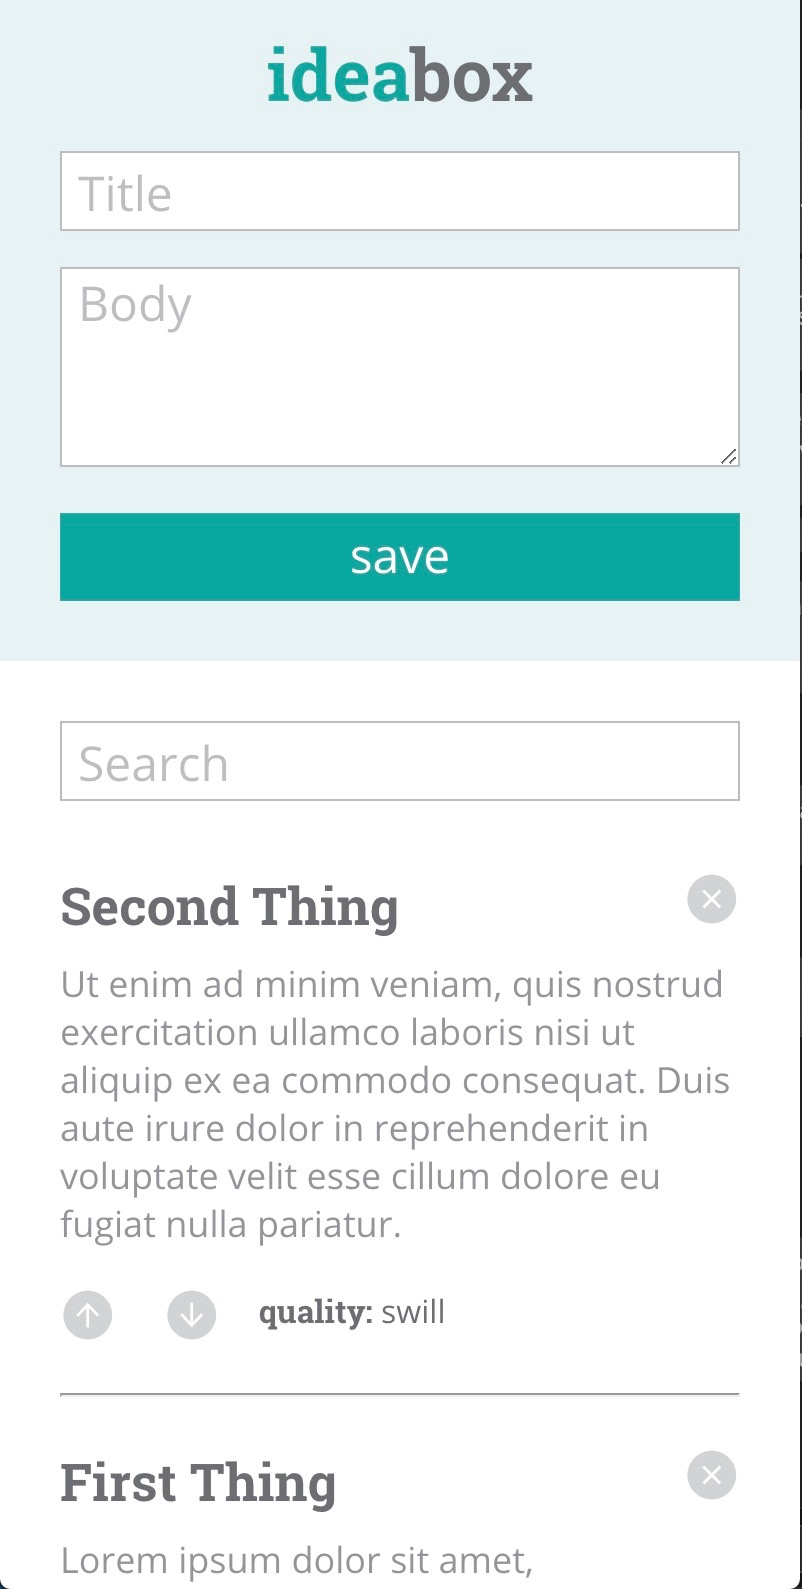 ideabox
Title
Body
save
Search
Second Thing
Ut enim ad minim veniam, quis nostrud
exercitation ullamco laboris nisi ut
aliquip ex ea commodo consequat. Duis
aute irure dolor in reprehenderit in
voluptate velit esse cillum dolore eu
fugiat nulla pariatur.
quality: swill
First Thing
Lorem ipsum dolor sit amet,